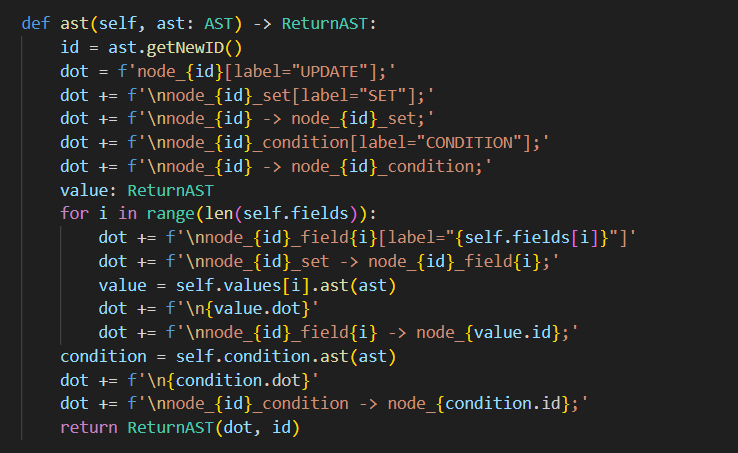 def ast(self, ast: AST) -> ReturnAST:
    id = ast.getNewID()
    dot = f'node_{id}[label="UPDATE"];'
    dot += f'\nnode_{id}_set[label="SET"];'
    dot += f'\nnode_{id} -> node_{id}_set;'
    dot += f'\nnode_{id}_condition[label="CONDITION"];'
    dot += f'\nnode_{id} -> node_{id}_condition;'
    value: ReturnAST
    for i in range(len(self.fields)):
        dot += f'\nnode_{id}_field{i}[label="{self.fields[i]}"]'
        dot += f'\nnode_{id}_set -> node_{id}_field{i};'
        value = self.values[i].ast(ast)
        dot += f'\n{value.dot}'
        dot += f'\nnode_{id}_field{i} -> node_{value.id};'
    condition = self.condition.ast(ast)
    dot += f'\n{condition.dot}'
    dot += f'\nnode_{id}_condition -> node_{condition.id};'
    return ReturnAST(dot, id)